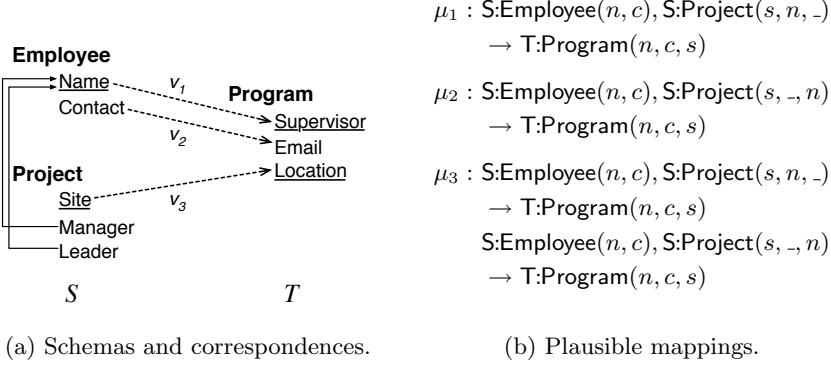 Employee
Name
Contact
Project
Site
Manager
Leader
v1
v2
v3
Program
Supervisor
Email
Location
S
T
(a) Schemas and correspondences.
μ1 : S:Employee(n, c), S:Project(s, n, _)
→ T:Program(n, c, s)
μ2 : S:Employee(n, c), S:Project(s, _, n)
→ T:Program(n, c, s)
μ3 : S:Employee(n, c), S:Project(s, n, _)
→ T:Program(n, c, s)
S:Employee(n, c), S:Project(s, _, n)
→ T:Program(n, c, s)
(b) Plausible mappings.